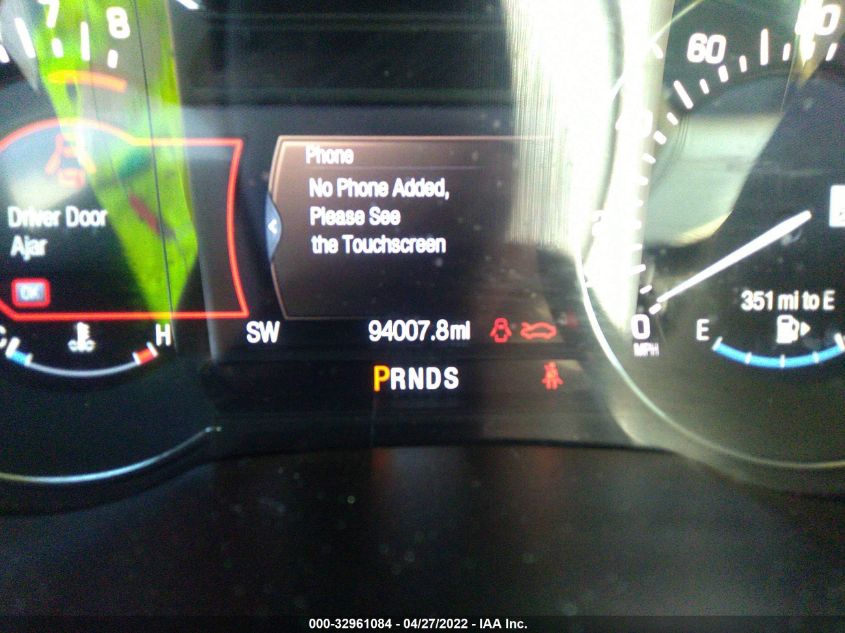 7
8
60
80
Phone
No Phone Added,
Please See
the Touchscreen
Driver Door
Ajar
OK
351 mi to E
C
H
SW
94007.8mi
0
MPH
E
PRNDS
000-32961084 - 04/27/2022 - IAA Inc.